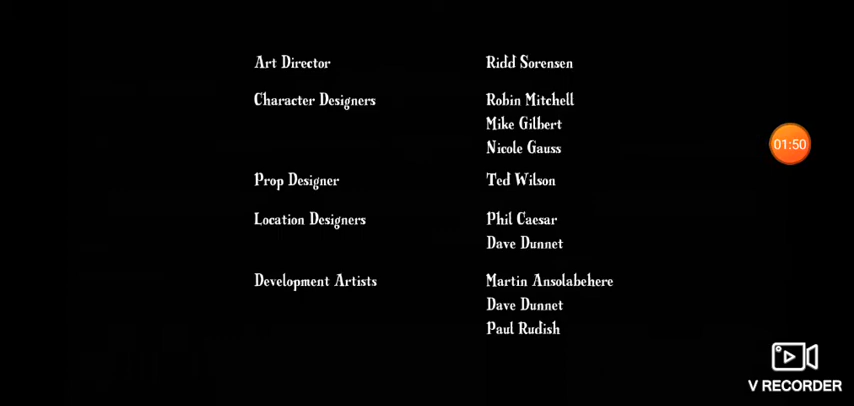 Art Director Ridd Sorensen
Character Designers Robin Mitchell
Mike Gilbert
Nicole Gauss
Prop Designer Ted Wilson
Location Designers Phil Caesar
Dave Dunnet
Development Artists Martin Ansolabehere
Dave Dunnet
Paul Rudish
01:50
V RECORDER